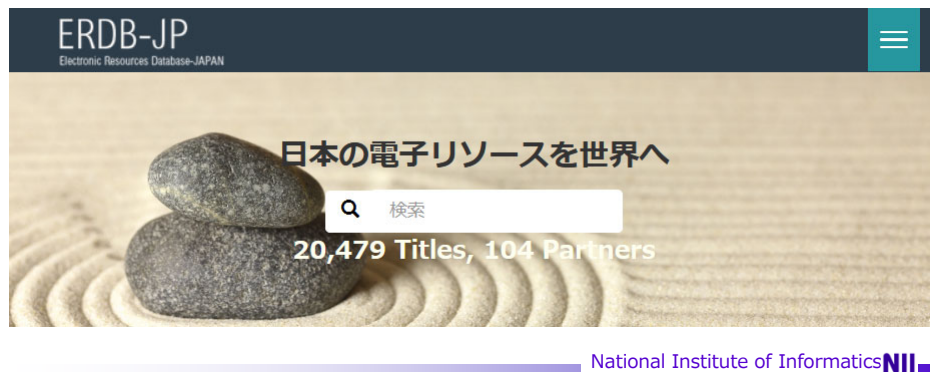 ERDB-JP
Electronic Resources Database-JAPAN
日本の電子リソースを世界へ
検索
20,479 Titles, 104 Partners
National Institute of Informatics NII